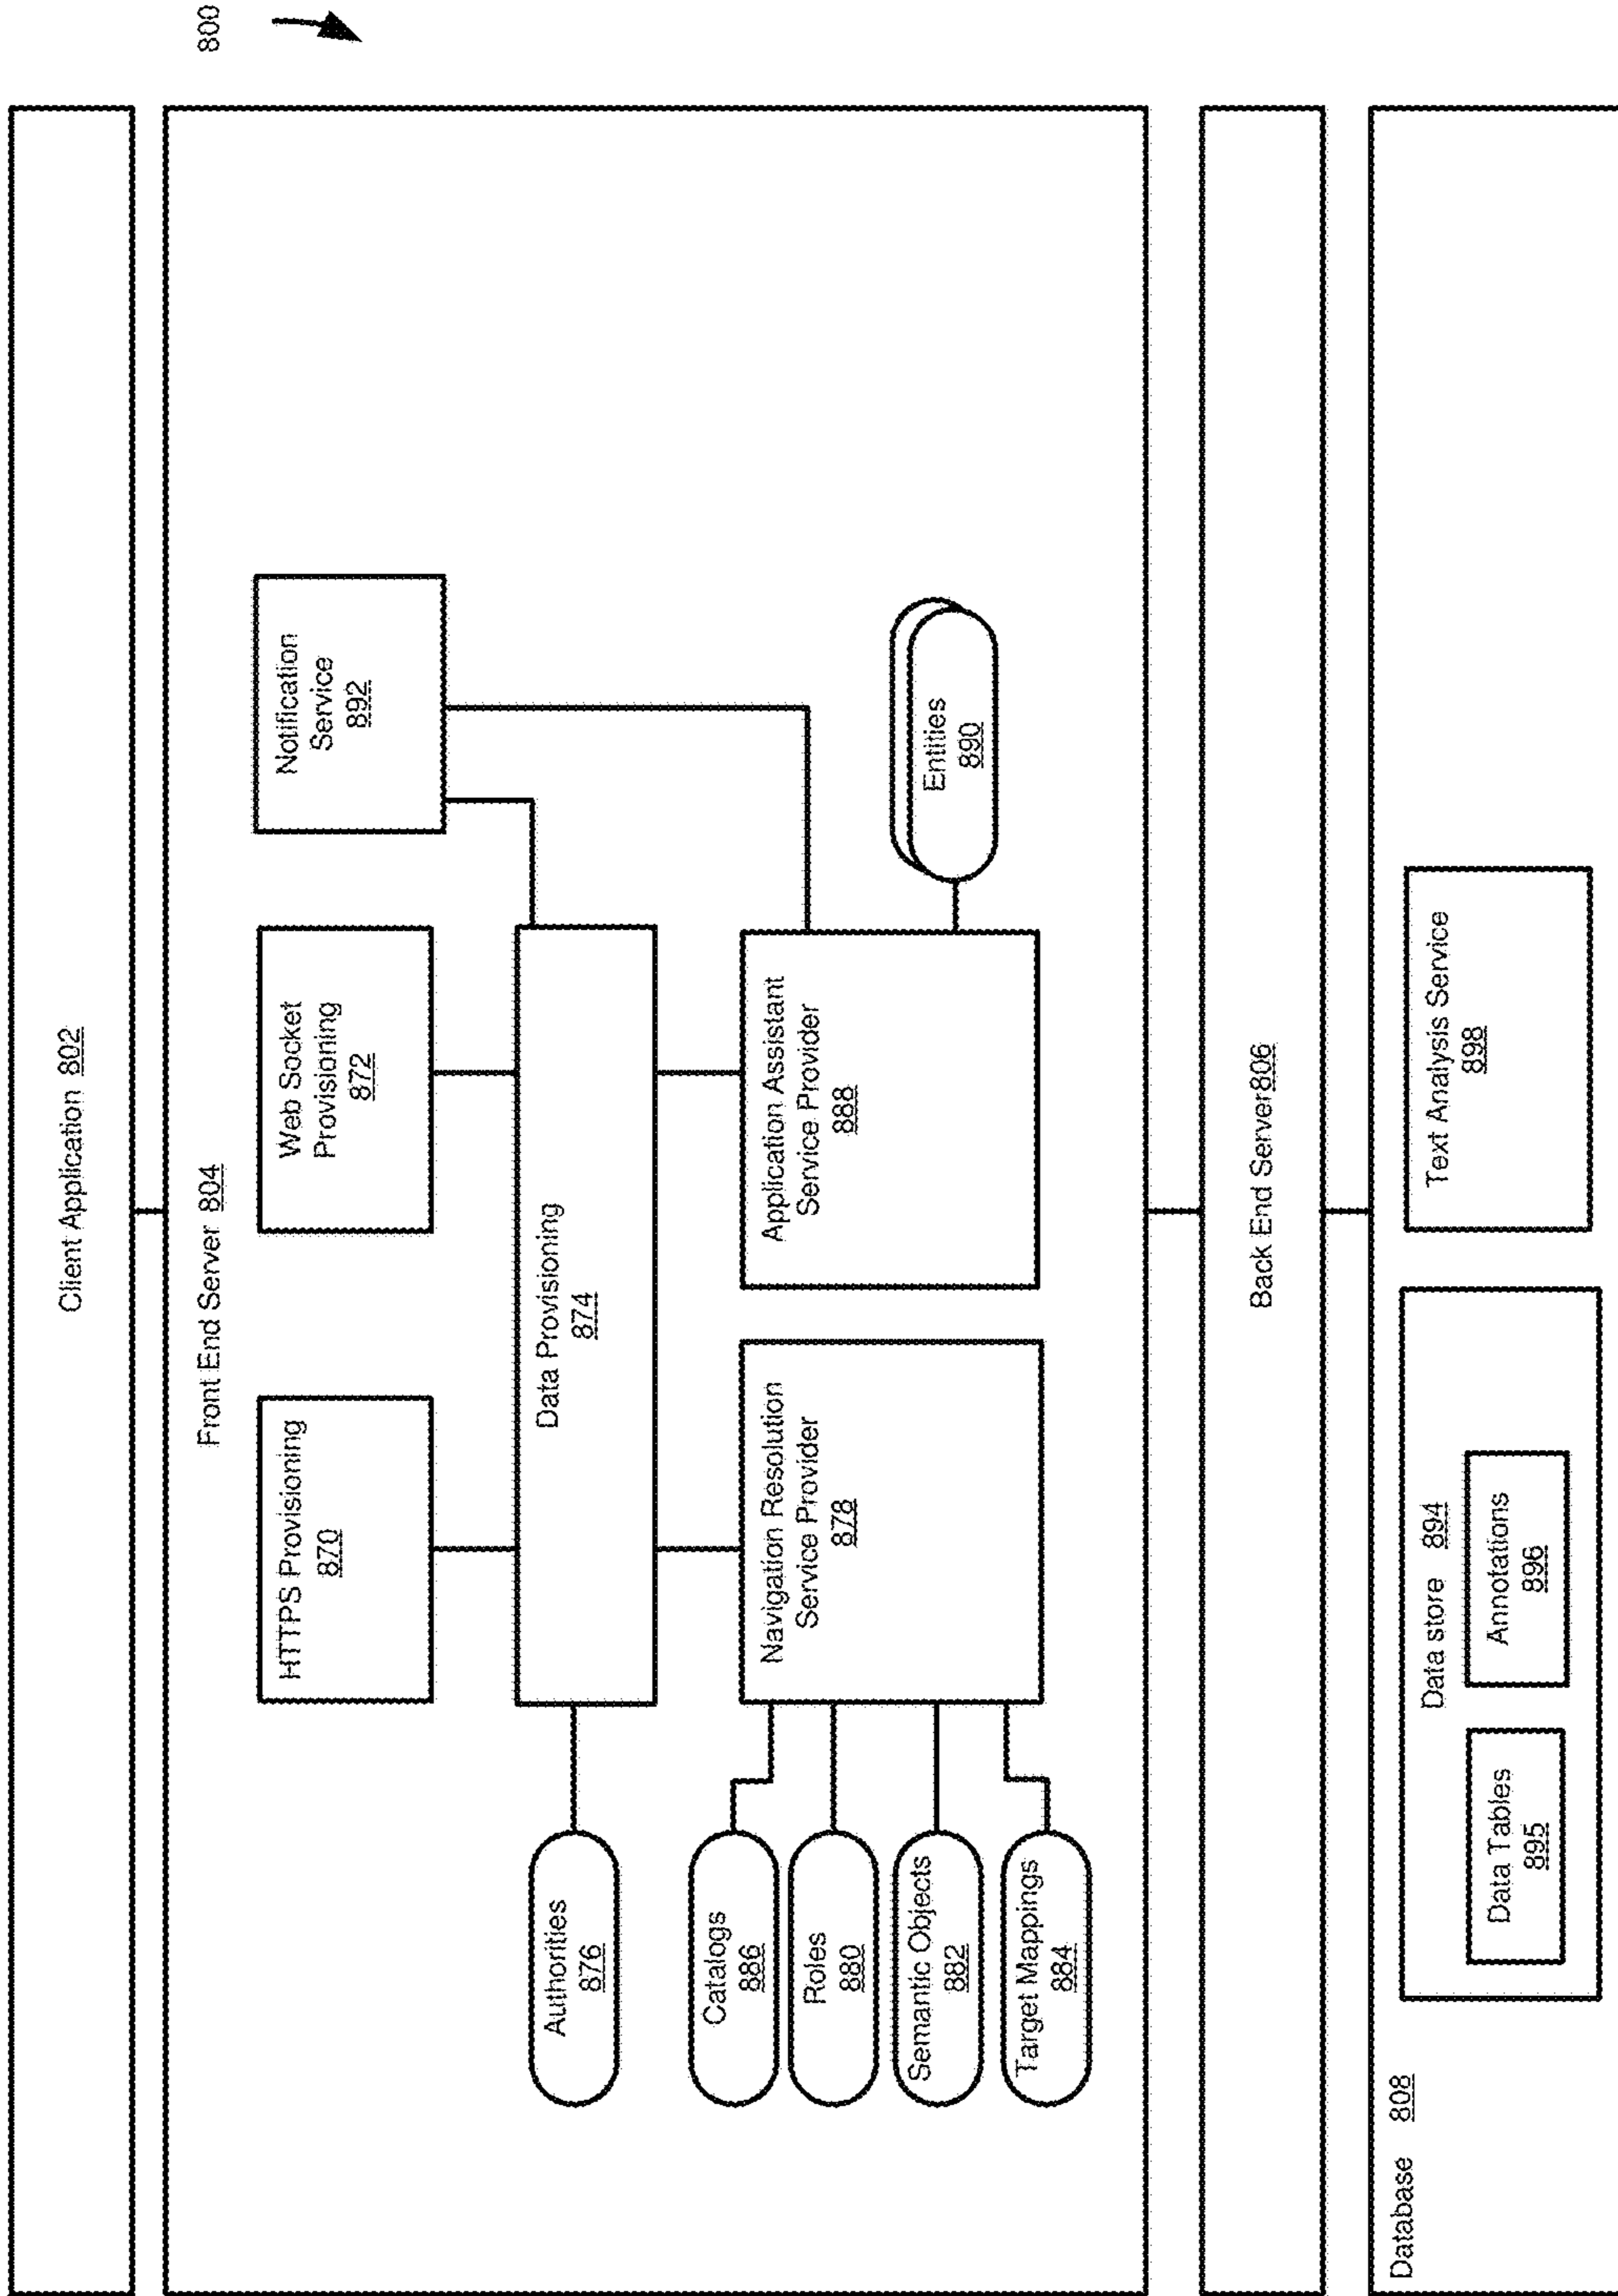 800
Client Application 802
Front End Server 804
HTTPS Provisioning
870
Web Socket
Provisioning
872
Notification
Service
892
Authorities
876
Data Provisioning
874
Catalogs
886
Roles
880
Semantic Objects
882
Target Mappings
884
Navigation Resolution
Service Provider
878
Application Assistant
Service Provider
888
Entities
890
Back End Server806
Database 808
Data store 894
Data Tables
895
Annotations
896
Text Analysis Service
898